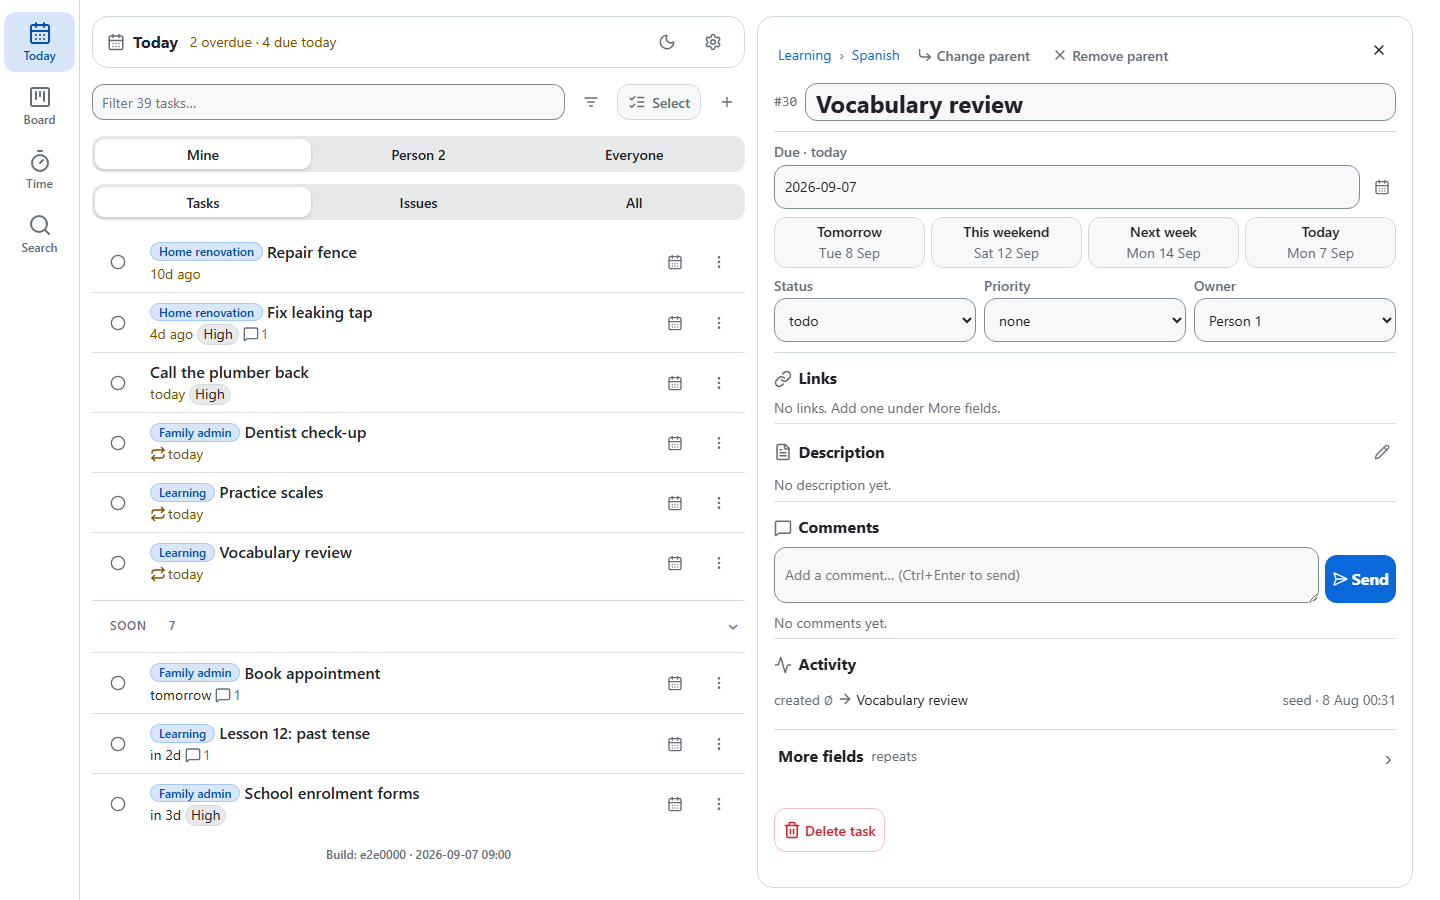 Today
Board
Time
Search
Today 2 overdue · 4 due today
Filter 39 tasks...
Select
Mine Person 2 Everyone
Tasks Issues All
Home renovation Repair fence
10d ago
Home renovation Fix leaking tap
4d ago High 1
Call the plumber back
today High
Family admin Dentist check-up
today
Learning Practice scales
today
Learning Vocabulary review
today
SOON 7
Family admin Book appointment
tomorrow 1
Learning Lesson 12: past tense
in 2d 1
Family admin School enrolment forms
in 3d High
Build: e2e0000 · 2026-09-07 09:00
Learning › Spanish Change parent Remove parent
#30 Vocabulary review
Due · today
2026-09-07
Tomorrow This weekend Next week Today
Tue 8 Sep Sat 12 Sep Mon 14 Sep Mon 7 Sep
Status Priority Owner
todo none Person 1
Links
No links. Add one under More fields.
Description
No description yet.
Comments
Add a comment... (Ctrl+Enter to send)
Send
No comments yet.
Activity
created Ø → Vocabulary review seed · 8 Aug 00:31
More fields repeats
Delete task